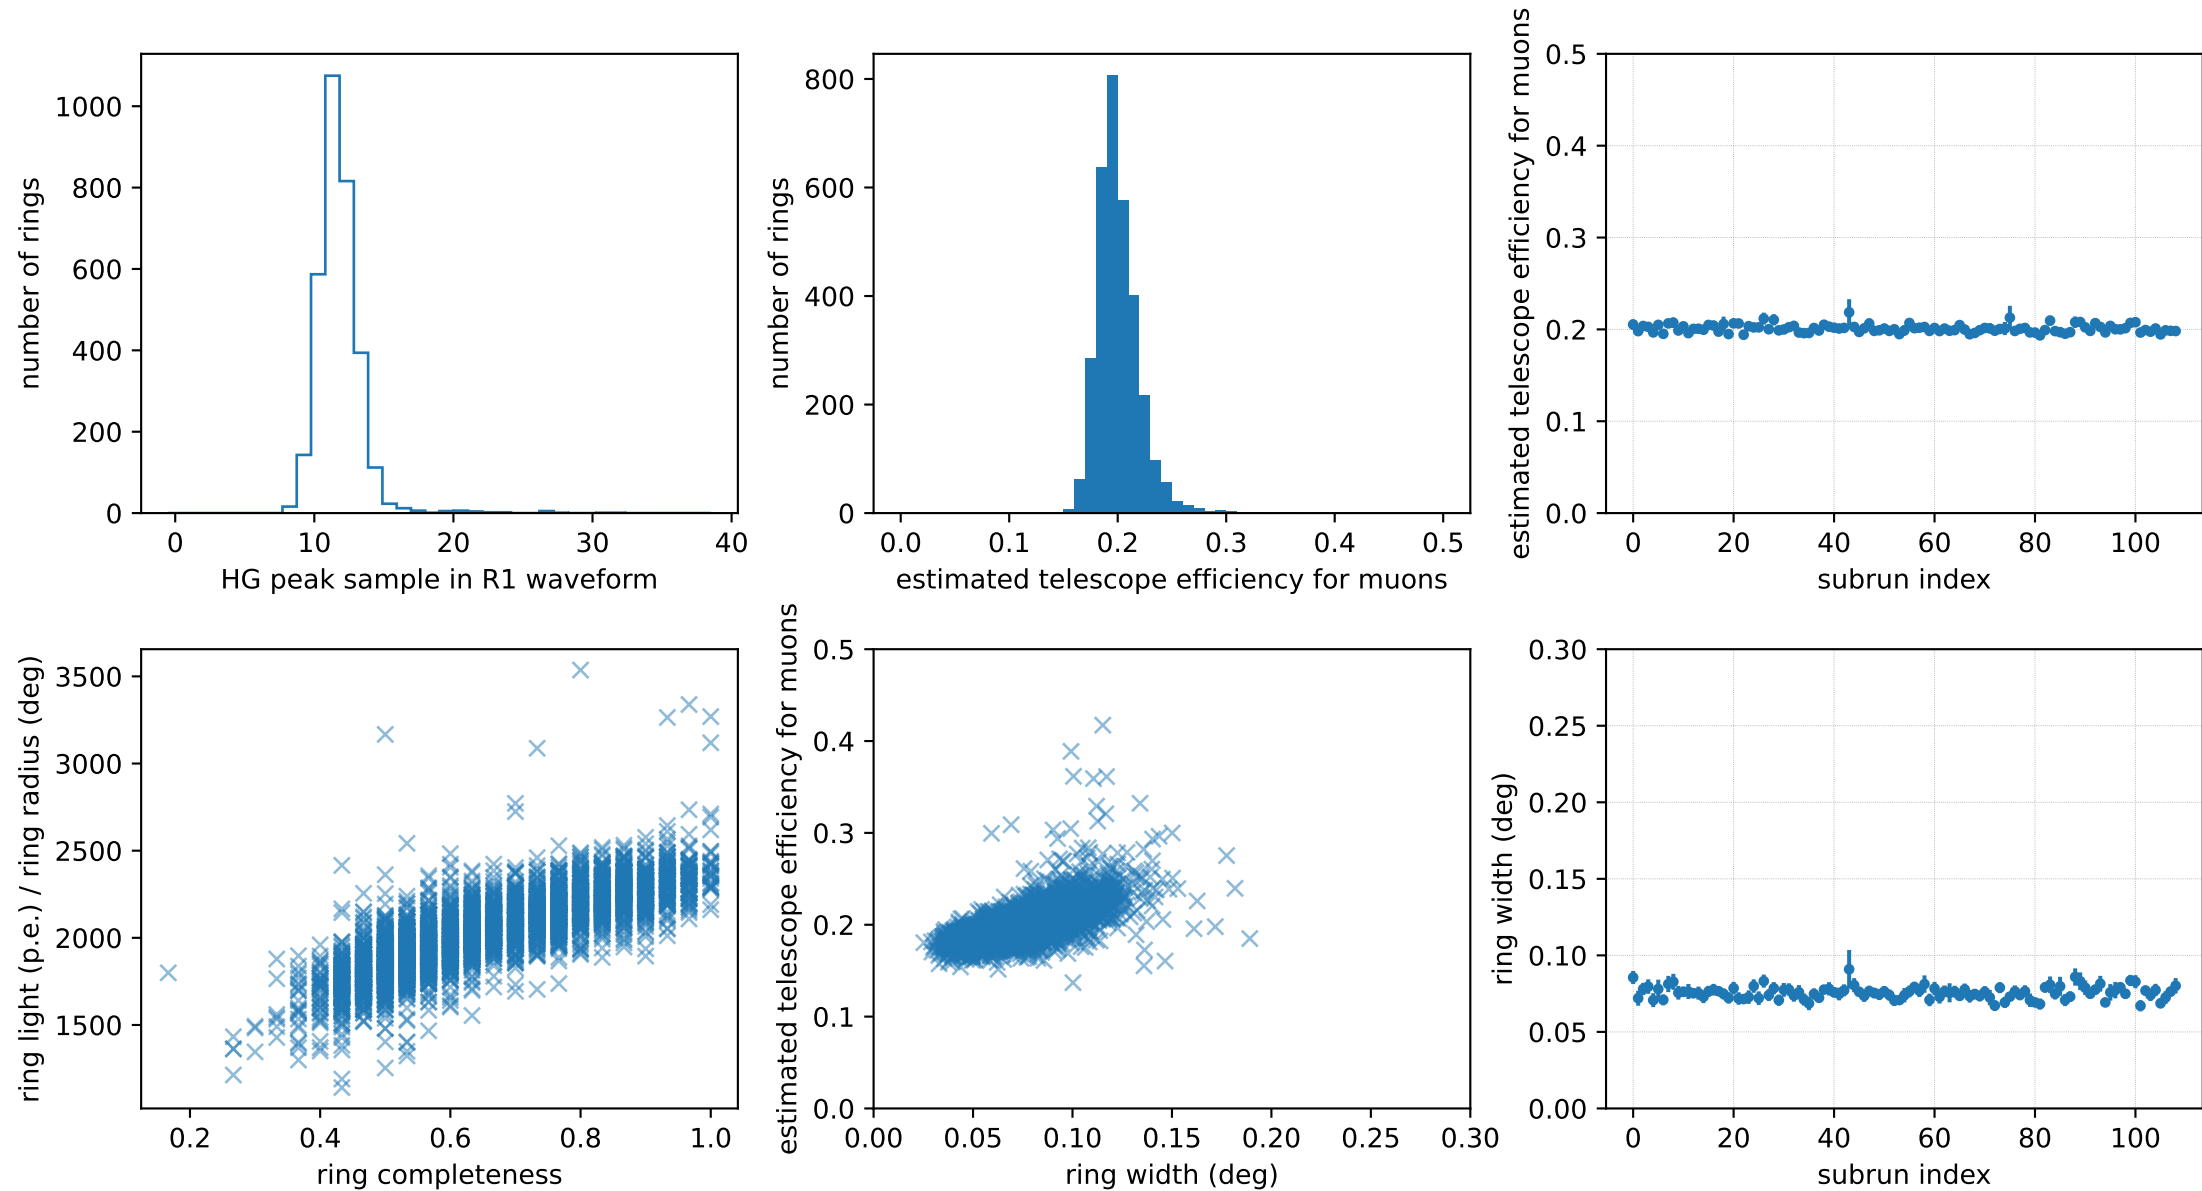 number of rings
1000
800
600
400
200
0
0 10 20 30 40
HG peak sample in R1 waveform
number of rings
800
600
400
200
0
0.0 0.1 0.2 0.3 0.4 0.5
estimated telescope efficiency for muons
estimated telescope efficiency for muons
0.5
0.4
0.3
0.2
0.1
0.0
0 20 40 60 80 100
subrun index
ring light (p.e.) / ring radius (deg)
3500
3000
2500
2000
1500
0.2 0.4 0.6 0.8 1.0
ring completeness
estimated telescope efficiency for muons
0.5
0.4
0.3
0.2
0.1
0.0
0.00 0.05 0.10 0.15 0.20 0.25 0.30
ring width (deg)
ring width (deg)
0.30
0.25
0.20
0.15
0.10
0.05
0.00
0 20 40 60 80 100
subrun index